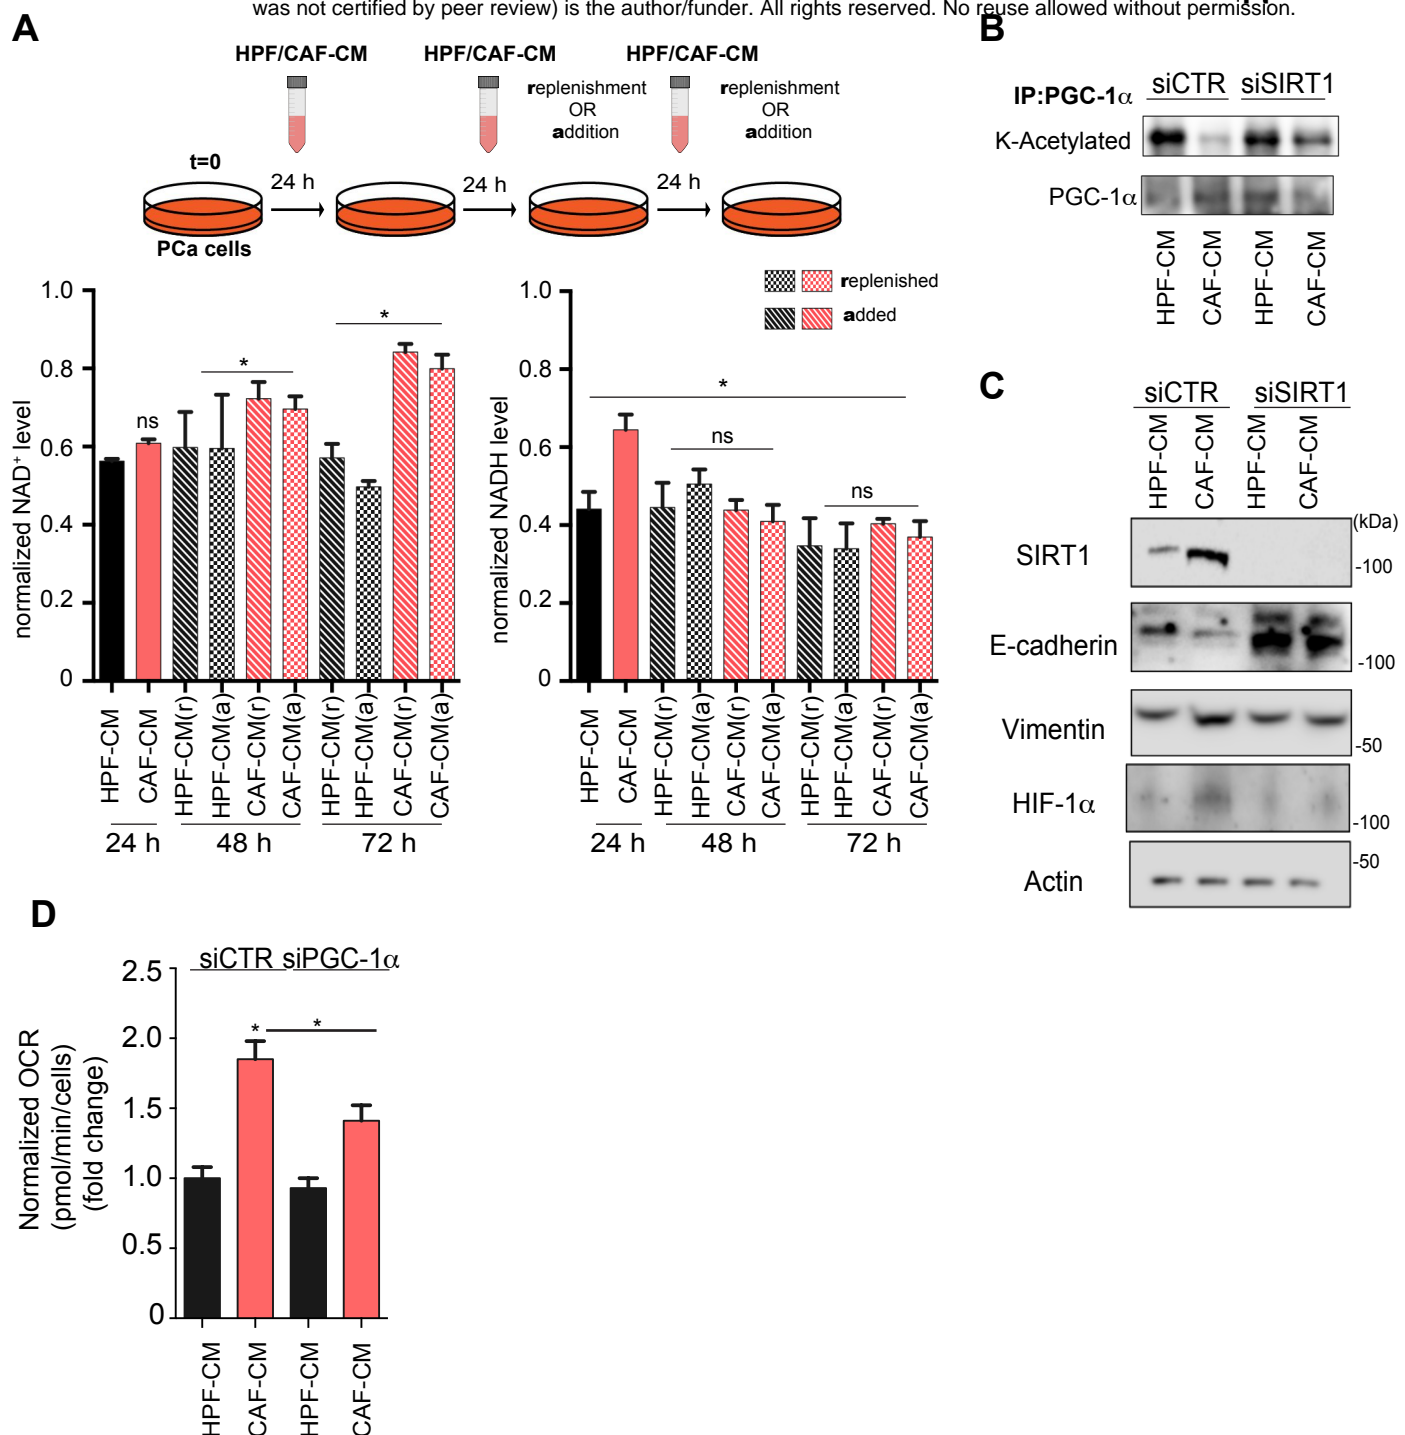 was not certified by peer review) is the author/funder. All rights reserved. No reuse allowed without permission.
A
HPF/CAF-CM HPF/CAF-CM HPF/CAF-CM
replenishment
OR
addition
replenishment
OR
addition
t=0
24 h 24 h 24 h
PCa cells
replenished
added
normalized NAD+ level
1.0
0.8
0.6
0.4
0.2
0
ns
*
*
HPF-CM
CAF-CM
HPF-CM(r)
HPF-CM(a)
CAF-CM(r)
CAF-CM(a)
HPF-CM(r)
HPF-CM(a)
CAF-CM(r)
CAF-CM(a)
24 h 48 h 72 h
normalized NADH level
1.0
0.8
0.6
0.4
0.2
0
*
ns
ns
HPF-CM
CAF-CM
HPF-CM(r)
HPF-CM(a)
CAF-CM(r)
CAF-CM(a)
HPF-CM(r)
HPF-CM(a)
CAF-CM(r)
CAF-CM(a)
24 h 48 h 72 h
B
IP:PGC-1α
siCTR siSIRT1
K-Acetylated
PGC-1α
HPF-CM
CAF-CM
HPF-CM
CAF-CM
C
siCTR siSIRT1
HPF-CM
CAF-CM
HPF-CM
CAF-CM
(kDa)
SIRT1
-100
E-cadherin
-100
Vimentin
-50
HIF-1α
-100
Actin
-50
D
siCTR siPGC-1α
Normalized OCR
(pmol/min/cells)
(fold change)
2.5
2.0
1.5
1.0
0.5
0
*
*
HPF-CM
CAF-CM
HPF-CM
CAF-CM